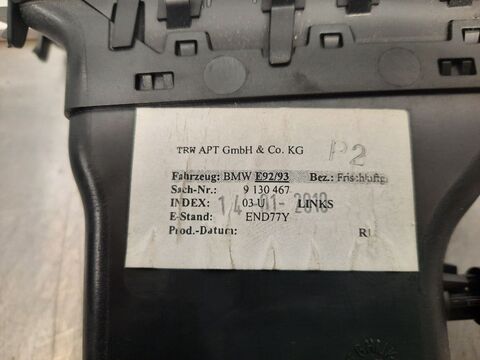 TRW APT GmbH & Co. KG
P2
Fahrzeug: BMW E92/93 Bez.: Frischluftg
Sach-Nr.: 9 130 467
INDEX: 03-U LINKS
E-Stand: END77Y
Prod.-Datum: RL